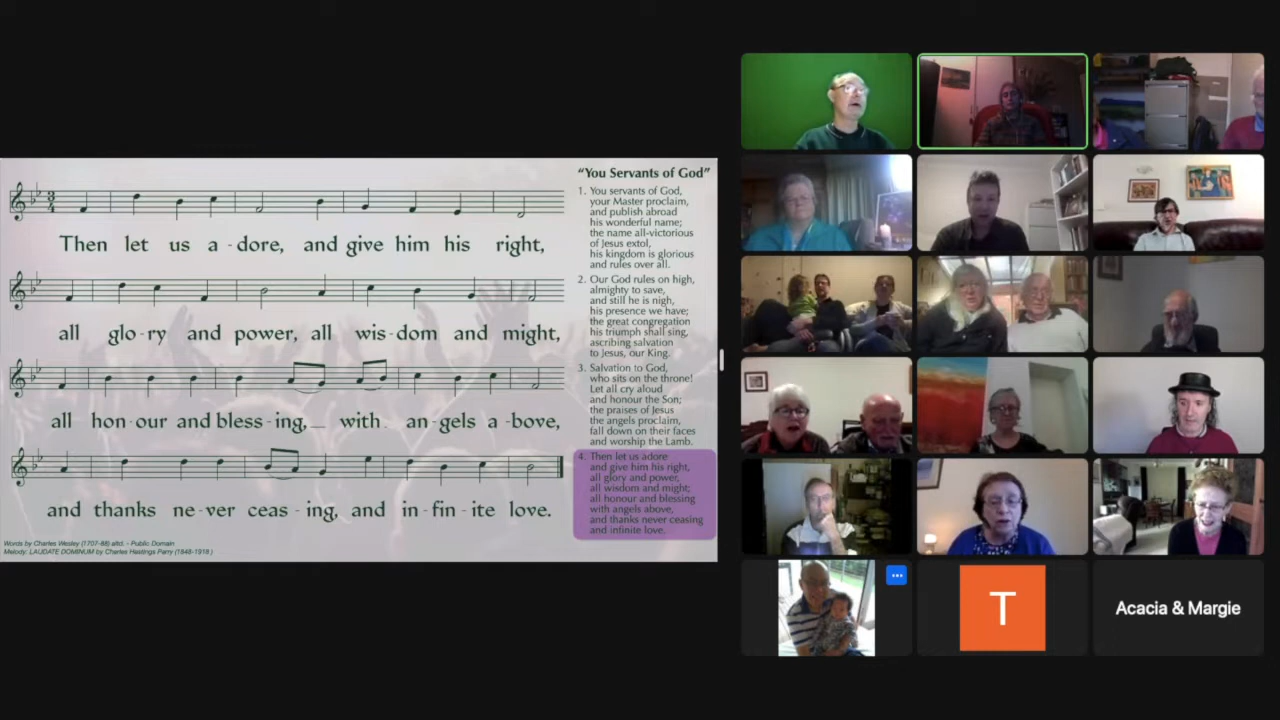 Then let us a - dore, and give him his right,
all glo - ry and power, all wis - dom and might,
all hon - our and bless - ing, with an - gels a - bove,
and thanks ne - ver ceas - ing, and in - fin - ite love.
Words by Charles Wesley (1707-88) altd. - Public Domain
Melody: LAUDATE DOMINUM by Charles Hastings Parry (1848-1918 )
"You Servants of God"
1. You servants of God,
your Master proclaim,
and publish abroad
his wonderful name;
the name all-victorious
of Jesus extol,
his kingdom is glorious
and rules over all.
2. Our God rules on high,
almighty to save,
and still he is nigh,
his presence we have;
the great congregation
his triumph shall sing,
ascribing salvation
to Jesus, our King.
3. Salvation to God,
who sits on the throne!
Let all cry aloud
and honour the Son;
the praises of Jesus
the angels proclaim,
fall down on their faces
and worship the Lamb.
4. Then let us adore
and give him his right,
all glory and power,
all wisdom and might;
all honour and blessing
with angels above,
and thanks never ceasing
and infinite love.
T
Acacia & Margie